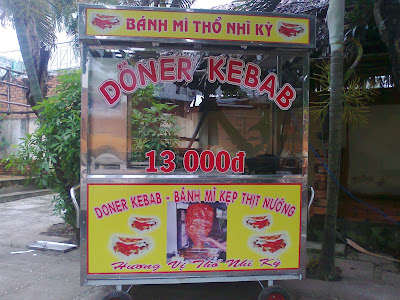 BÁNH MÌ THỔ NHĨ KỲ
DÖNER KEBAB
13 000đ
DONER KEBAB - BÁNH MÌ KẸP THỊT NƯỚNG
Hương Vị Thổ Nhĩ Kỳ